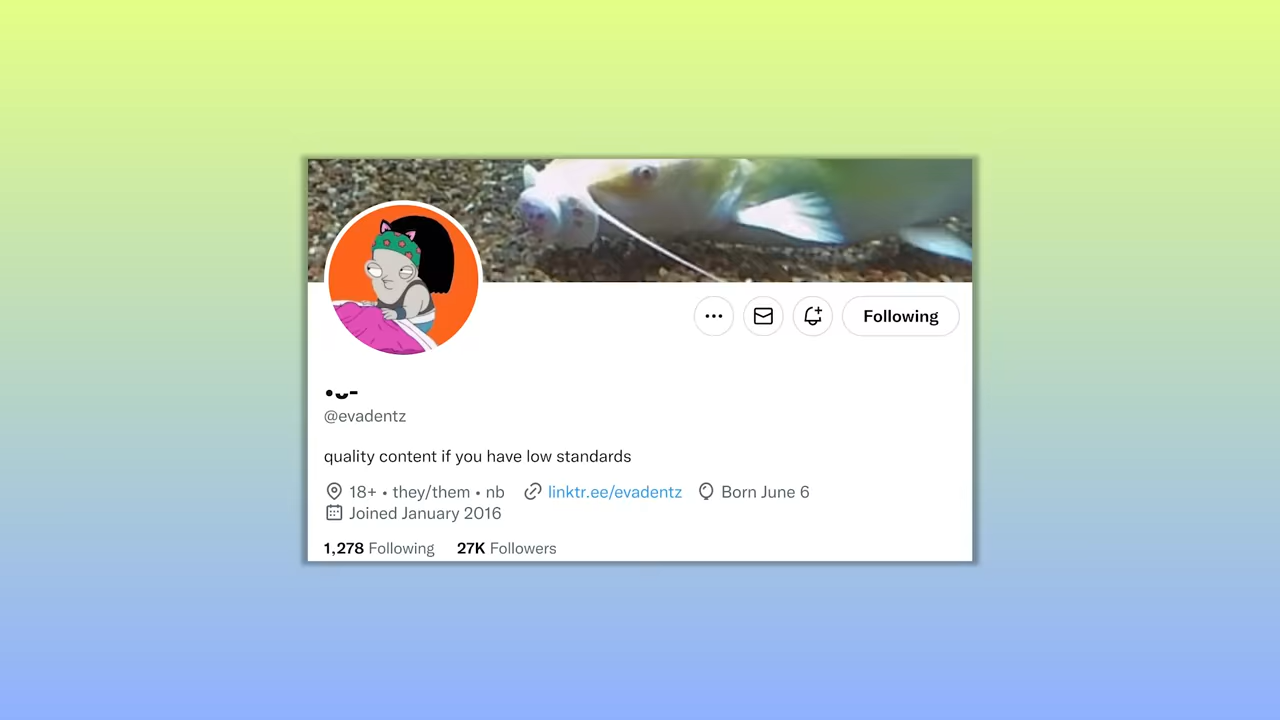 Following
•ᴗ-
@evadentz
quality content if you have low standards
18+ • they/them • nb linktr.ee/evadentz Born June 6
Joined January 2016
1,278 Following 27K Followers